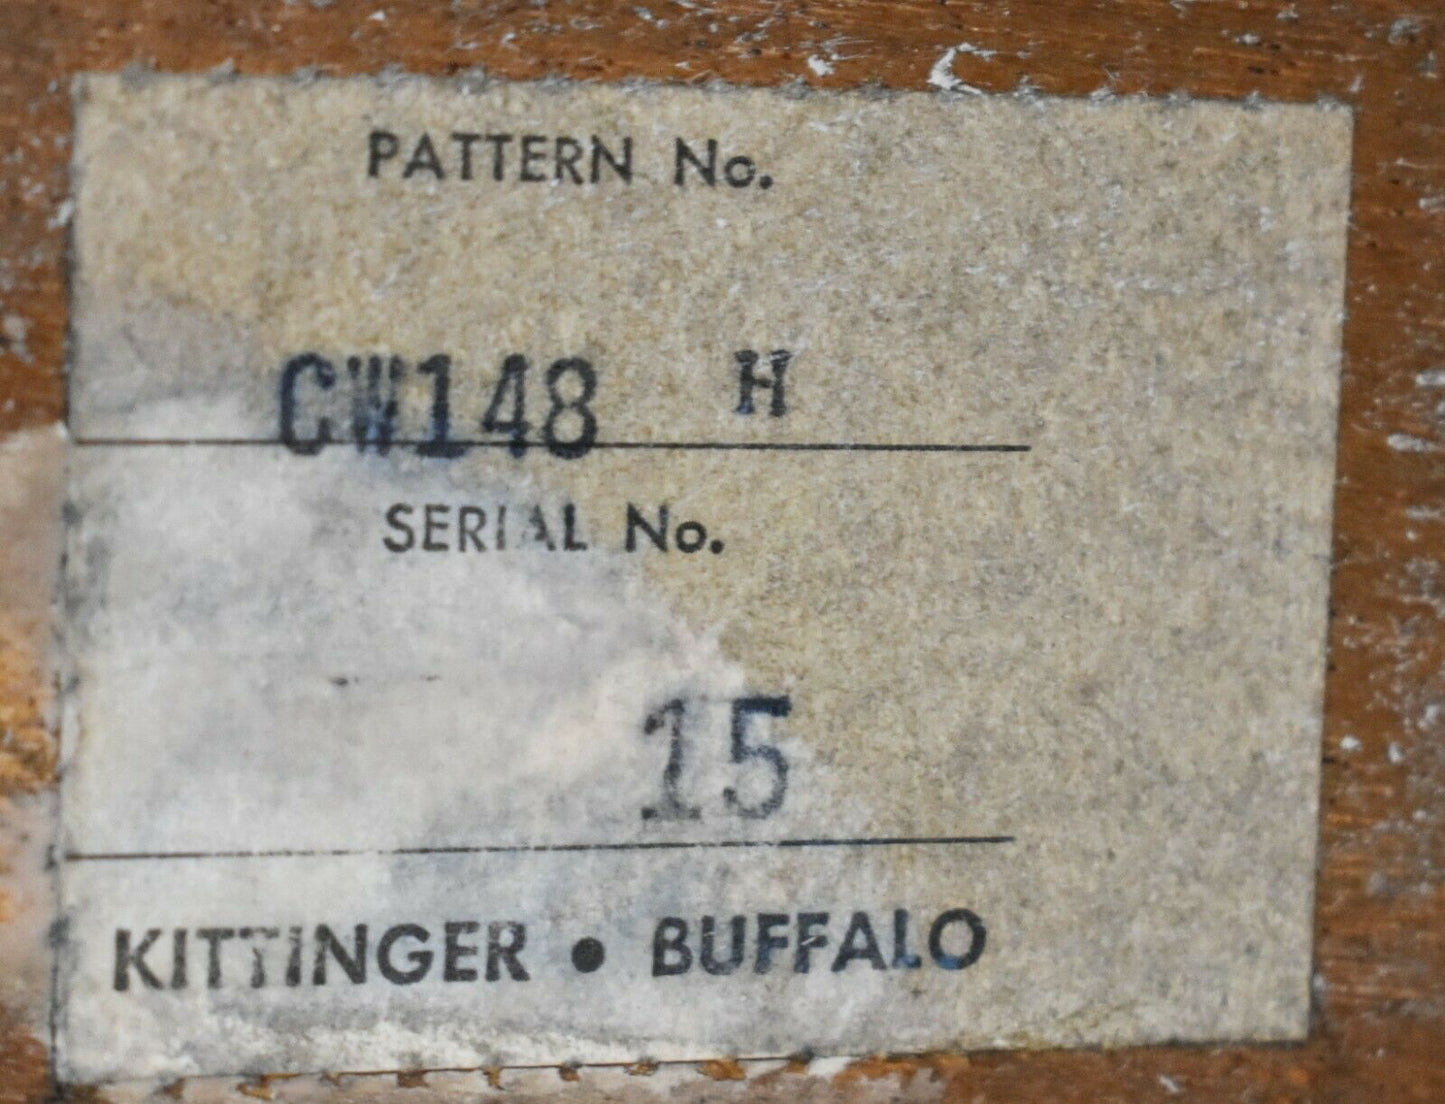 PATTERN No.
CW148 H
SERIAL No.
15
KITTINGER • BUFFALO